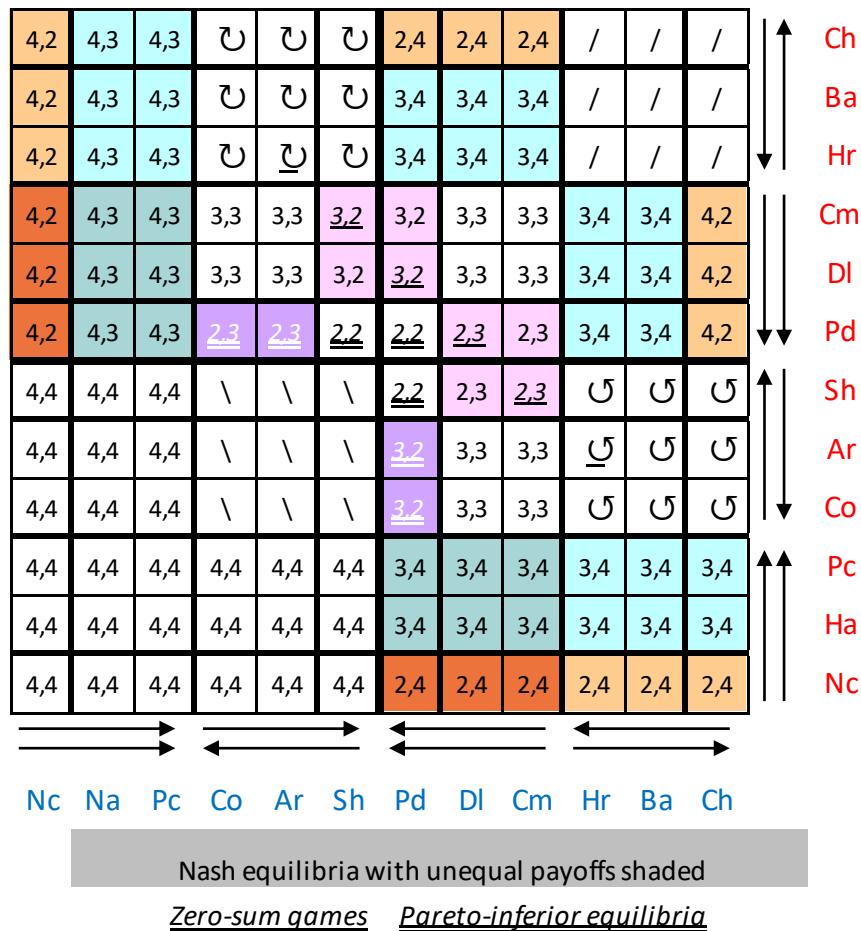 4,2 4,3 4,3 ↻ ↻ ↻ 2,4 2,4 2,4 / / / Ch
4,2 4,3 4,3 ↻ ↻ ↻ 3,4 3,4 3,4 / / / Ba
4,2 4,3 4,3 ↻ ↻ ↻ 3,4 3,4 3,4 / / / Hr
4,2 4,3 4,3 3,3 3,3 3,2 3,2 3,3 3,3 3,4 3,4 4,2 Cm
4,2 4,3 4,3 3,3 3,3 3,2 3,2 3,3 3,3 3,4 3,4 4,2 Dl
4,2 4,3 4,3 2,3 2,3 2,2 2,2 2,3 2,3 3,4 3,4 4,2 Pd
4,4 4,4 4,4 \ \ \ 2,2 2,3 2,3 ↺ ↺ ↺ Sh
4,4 4,4 4,4 \ \ \ 3,2 3,3 3,3 ↺ ↺ ↺ Ar
4,4 4,4 4,4 \ \ \ 3,2 3,3 3,3 ↺ ↺ ↺ Co
4,4 4,4 4,4 4,4 4,4 4,4 3,4 3,4 3,4 3,4 3,4 3,4 Pc
4,4 4,4 4,4 4,4 4,4 4,4 3,4 3,4 3,4 3,4 3,4 3,4 Ha
4,4 4,4 4,4 4,4 4,4 4,4 2,4 2,4 2,4 2,4 2,4 2,4 Nc
Nc Na Pc Co Ar Sh Pd Dl Cm Hr Ba Ch
Nash equilibria with unequal payoffs shaded
Zero-sum games Pareto-inferior equilibria